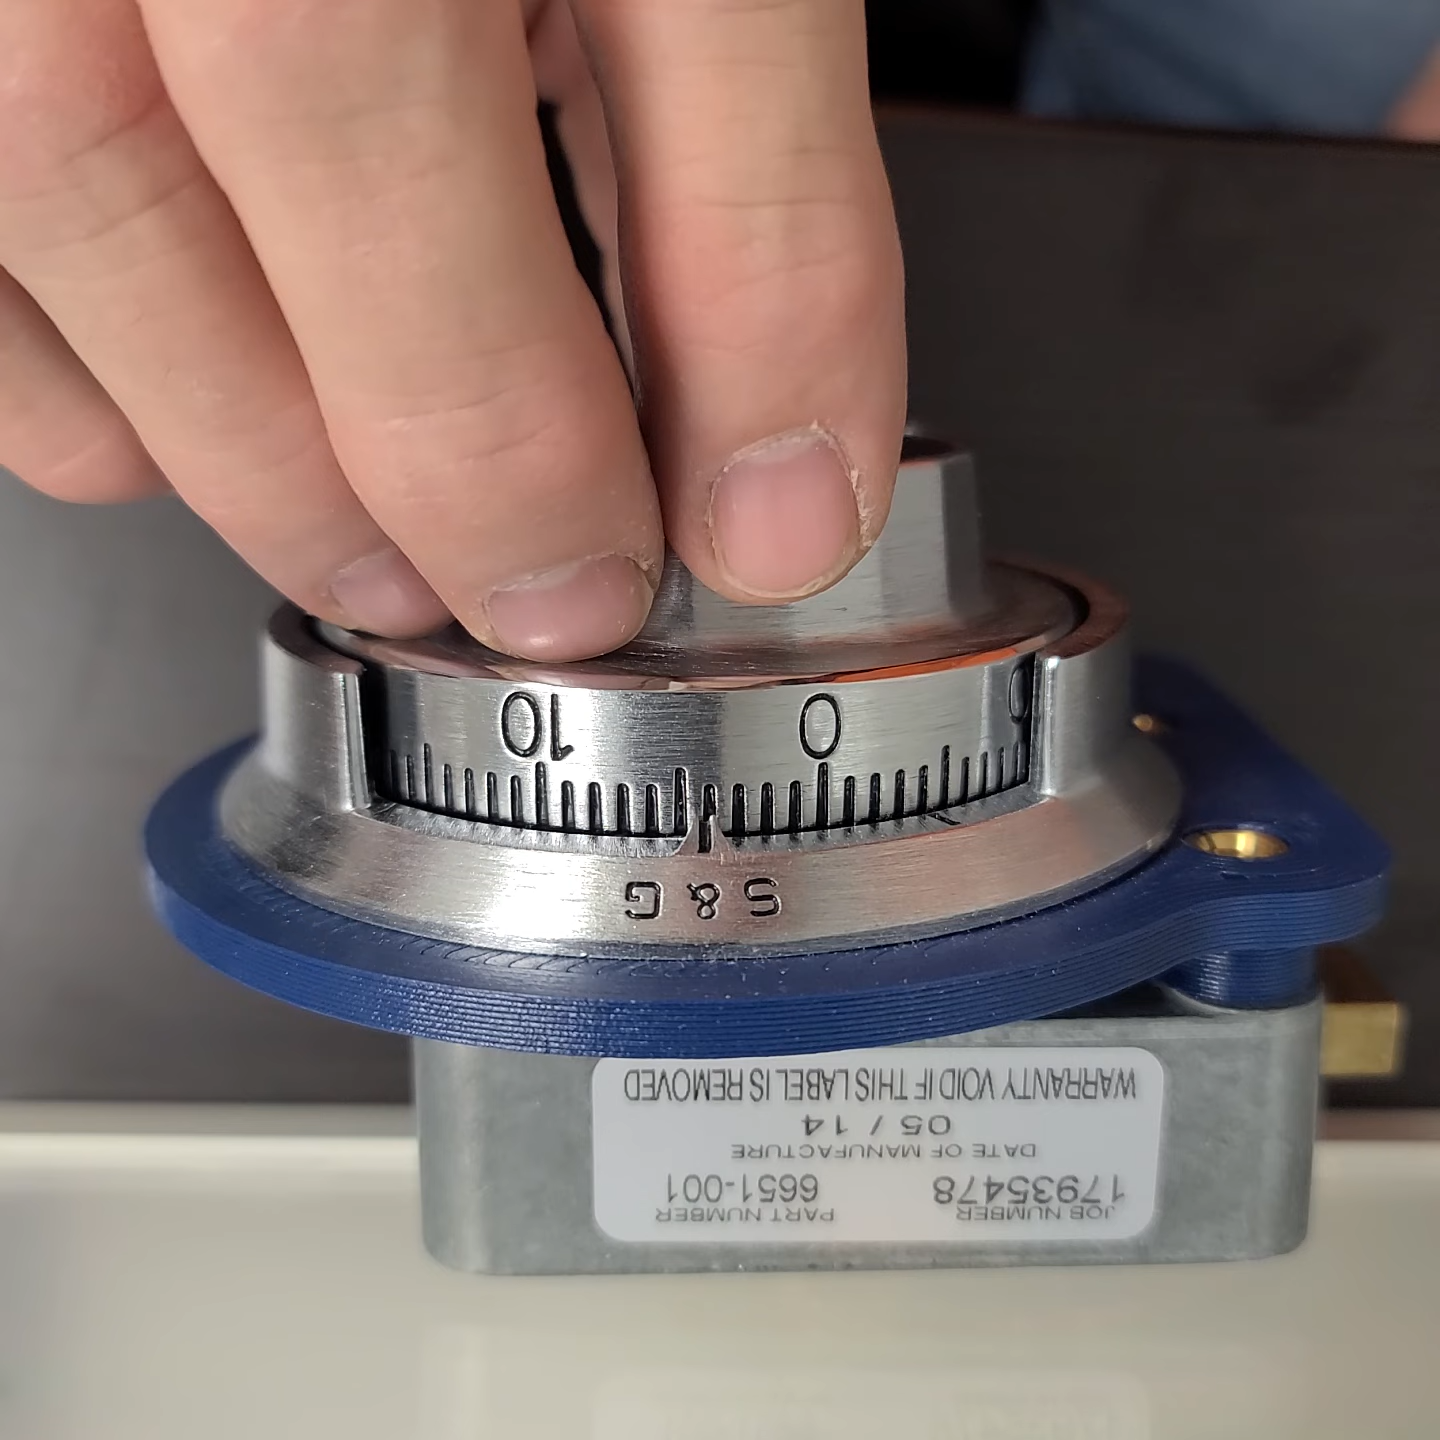 JOB NUMBER PART NUMBER
17935478 6651-001
DATE OF MANUFACTURE
05 / 14
WARRANTY VOID IF THIS LABEL IS REMOVED
S & G
0 10